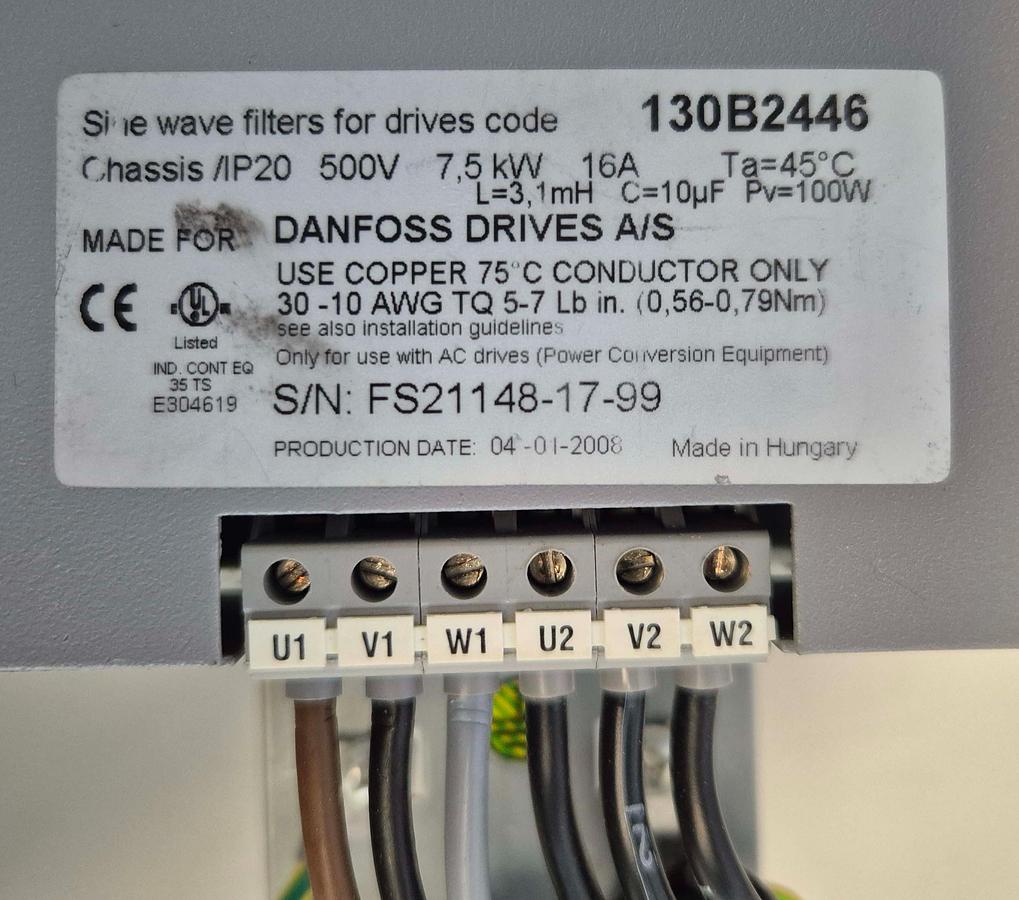 Sine wave filters for drives code 130B2446
Chassis /IP20 500V 7,5 kW 16A Ta=45°C
L=3,1mH C=10µF Pv=100W
MADE FOR DANFOSS DRIVES A/S
USE COPPER 75°C CONDUCTOR ONLY
30 -10 AWG TQ 5-7 Lb in. (0,56-0,79Nm)
see also installation guidelines
Only for use with AC drives (Power Conversion Equipment)
CE UL
Listed
IND. CONT EQ
35 TS
E304619
S/N: FS21148-17-99
PRODUCTION DATE: 04-01-2008 Made in Hungary
U1 V1 W1 U2 V2 W2
2